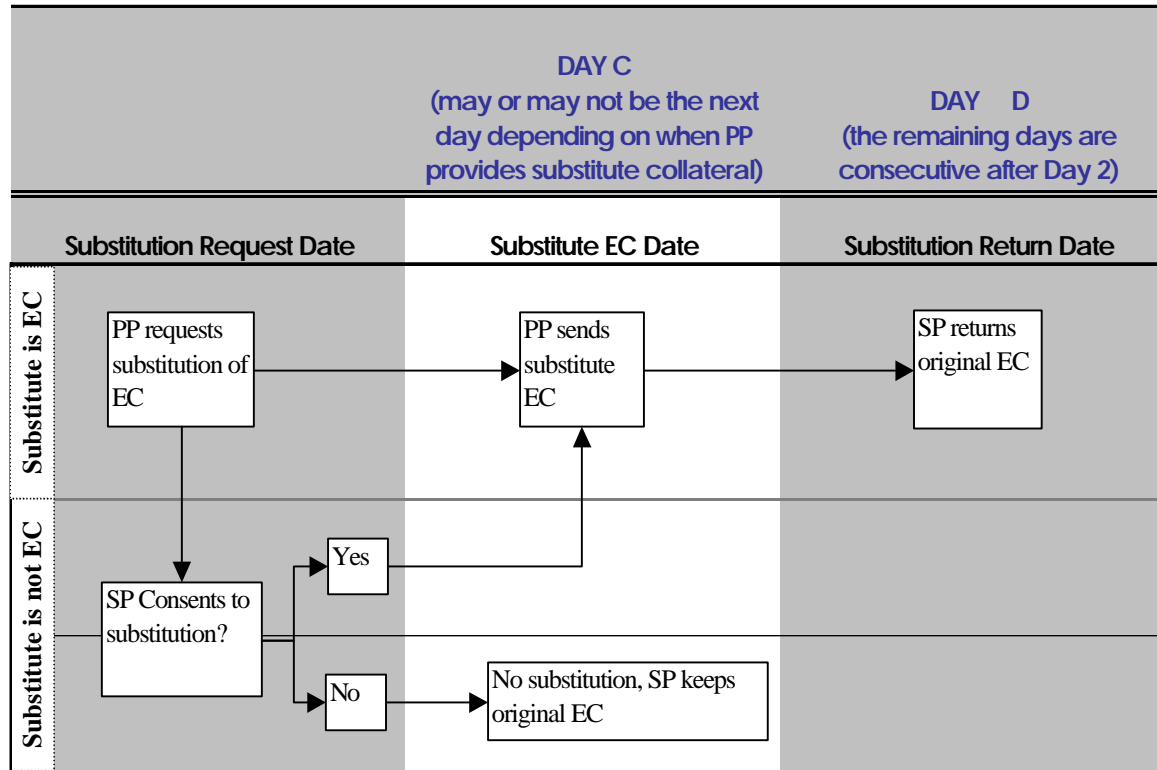 DAY C
(may or may not be the next
day depending on when PP
provides substitute collateral)
DAY D
(the remaining days are
consecutive after Day 2)
Substitution Request Date
Substitute EC Date
Substitution Return Date
Substitute is EC
PP requests
substitution of
EC
PP sends
substitute
EC
SP returns
original EC
Substitute is not EC
SP Consents to
substitution?
Yes
No
No substitution, SP keeps
original EC